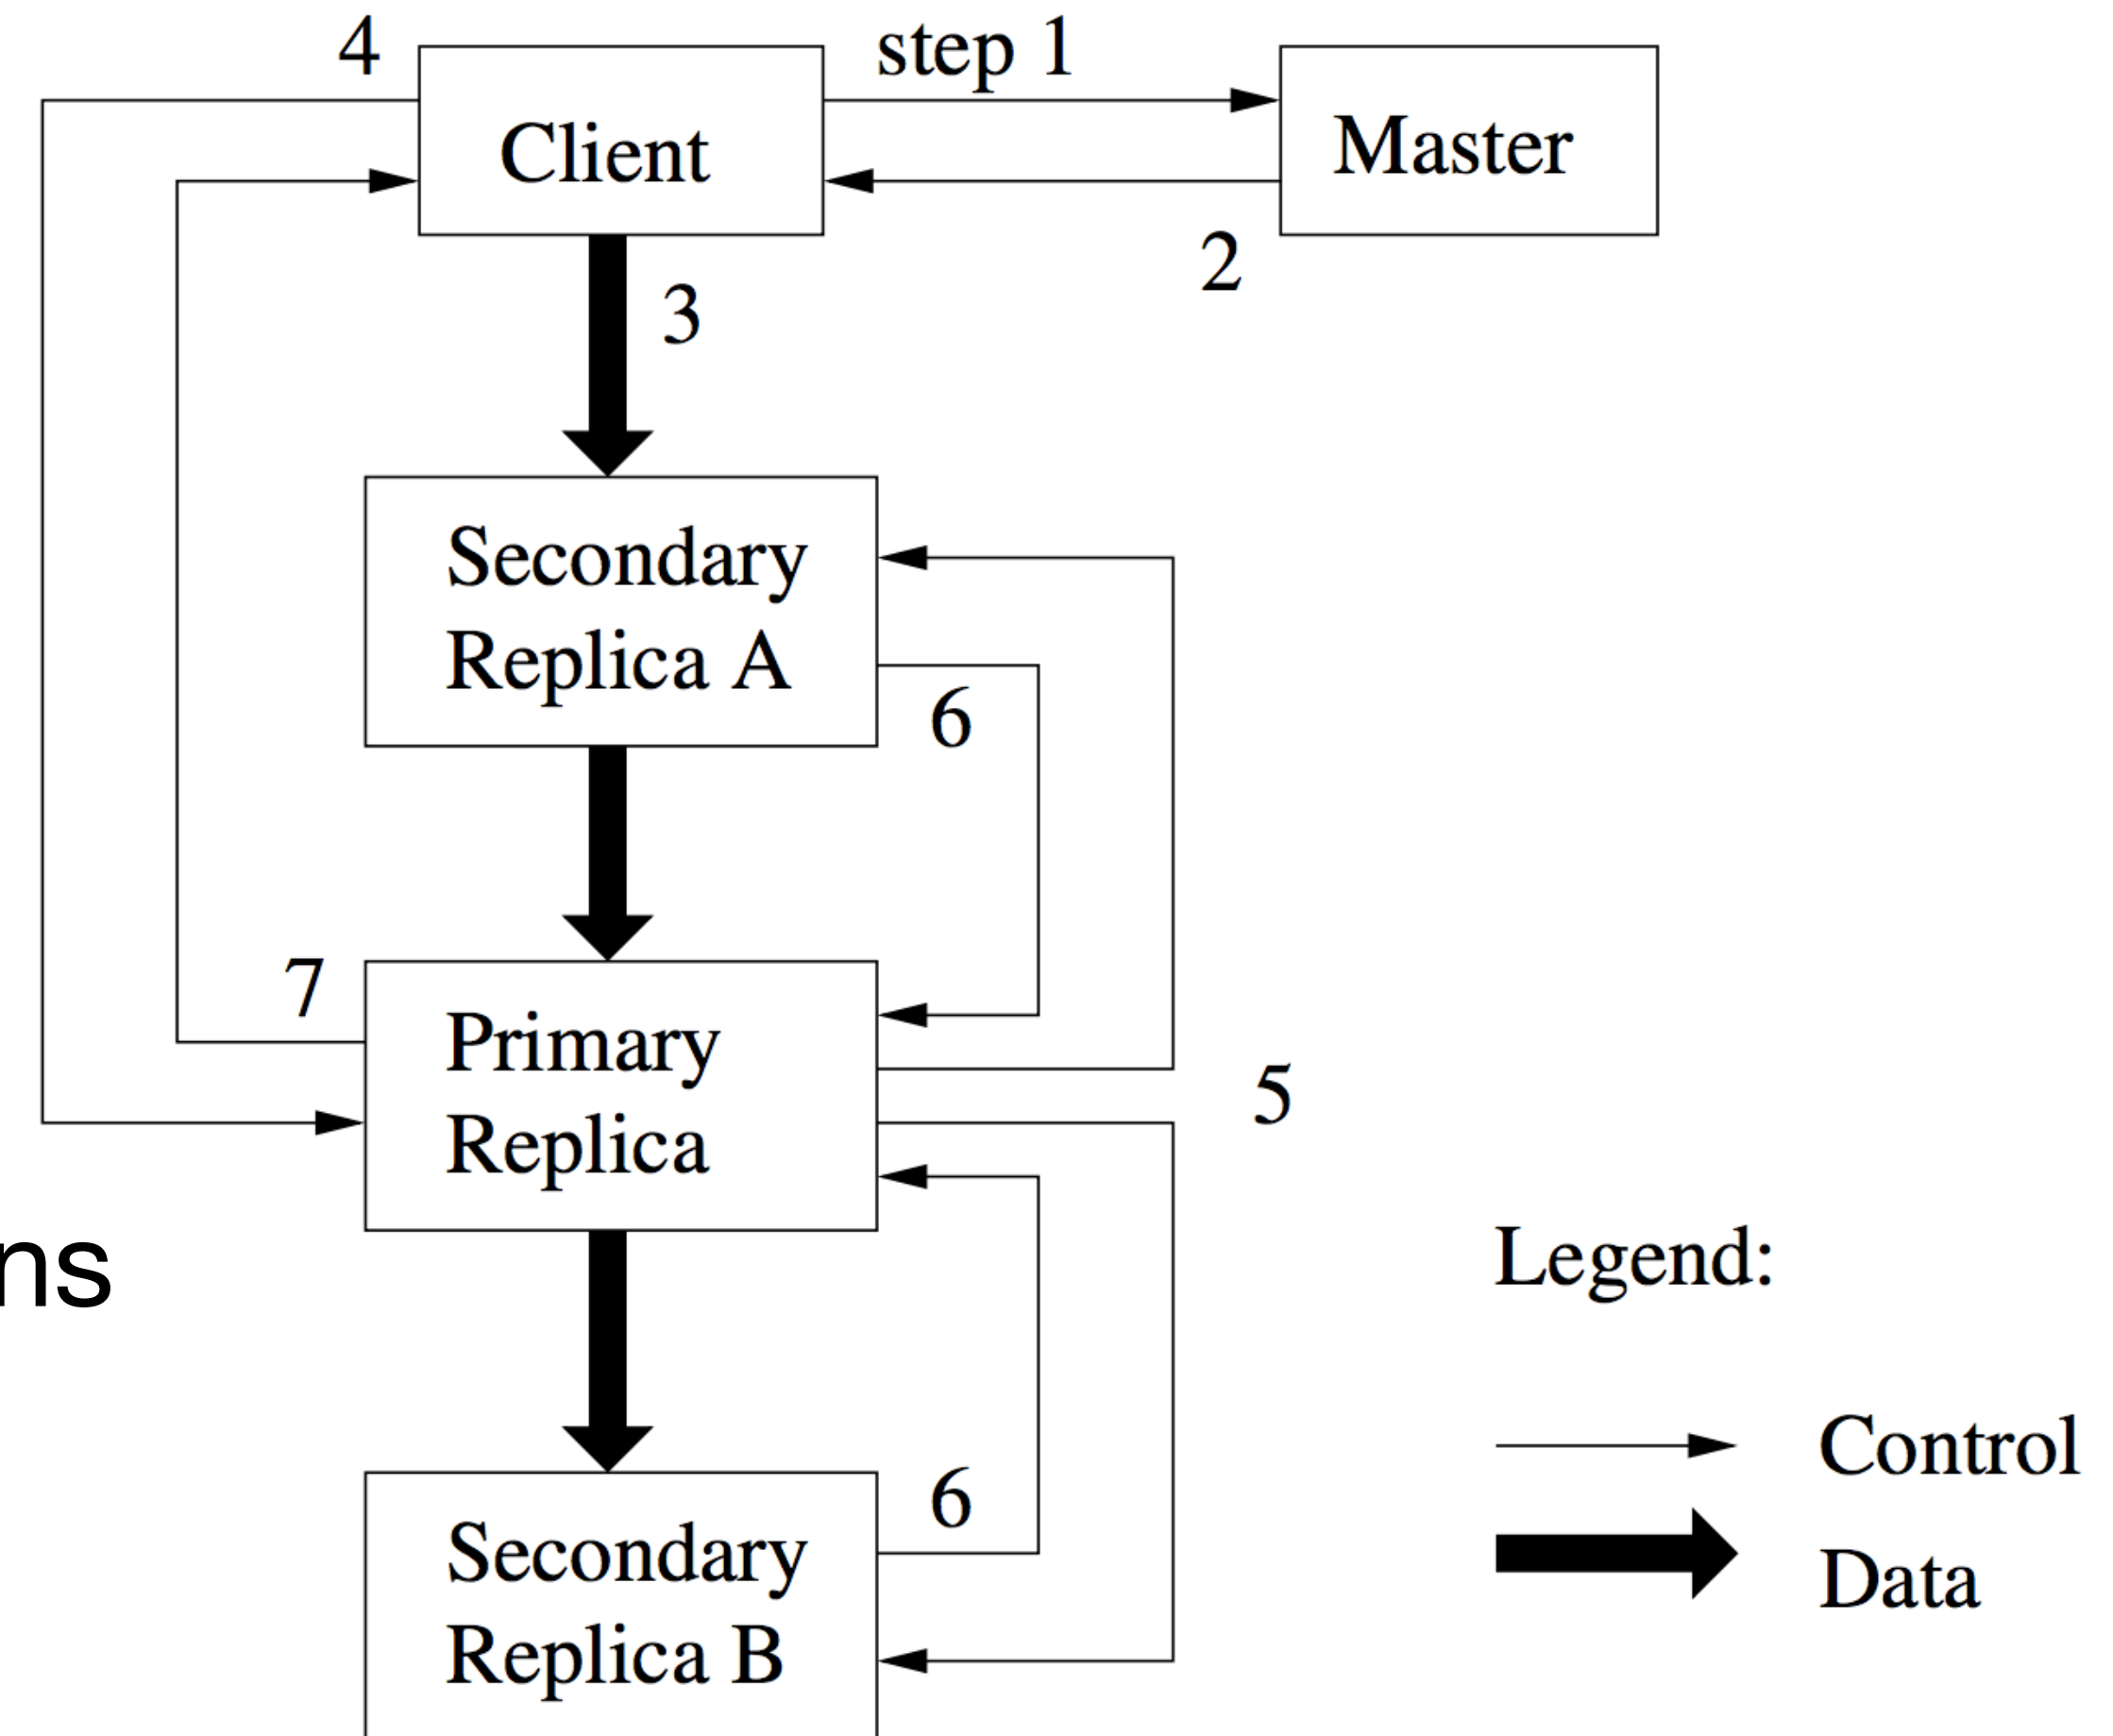 4
step 1
Client
Master
2
3
Secondary
Replica A
6
7
Primary
Replica
5
ns
Legend:
Control
6
Secondary
Data
Replica B